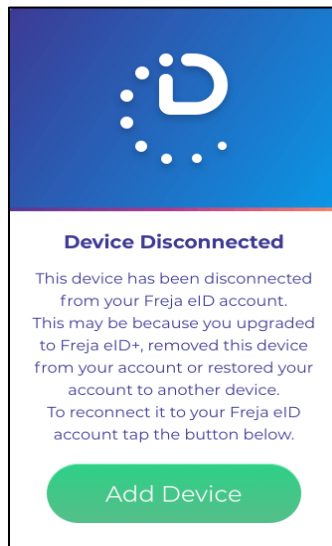 iD
Device Disconnected
This device has been disconnected
from your Freja eID account.
This may be because you upgraded
to Freja eID+, removed this device
from your account or restored your
account to another device.
To reconnect it to your Freja eID
account tap the button below.
Add Device